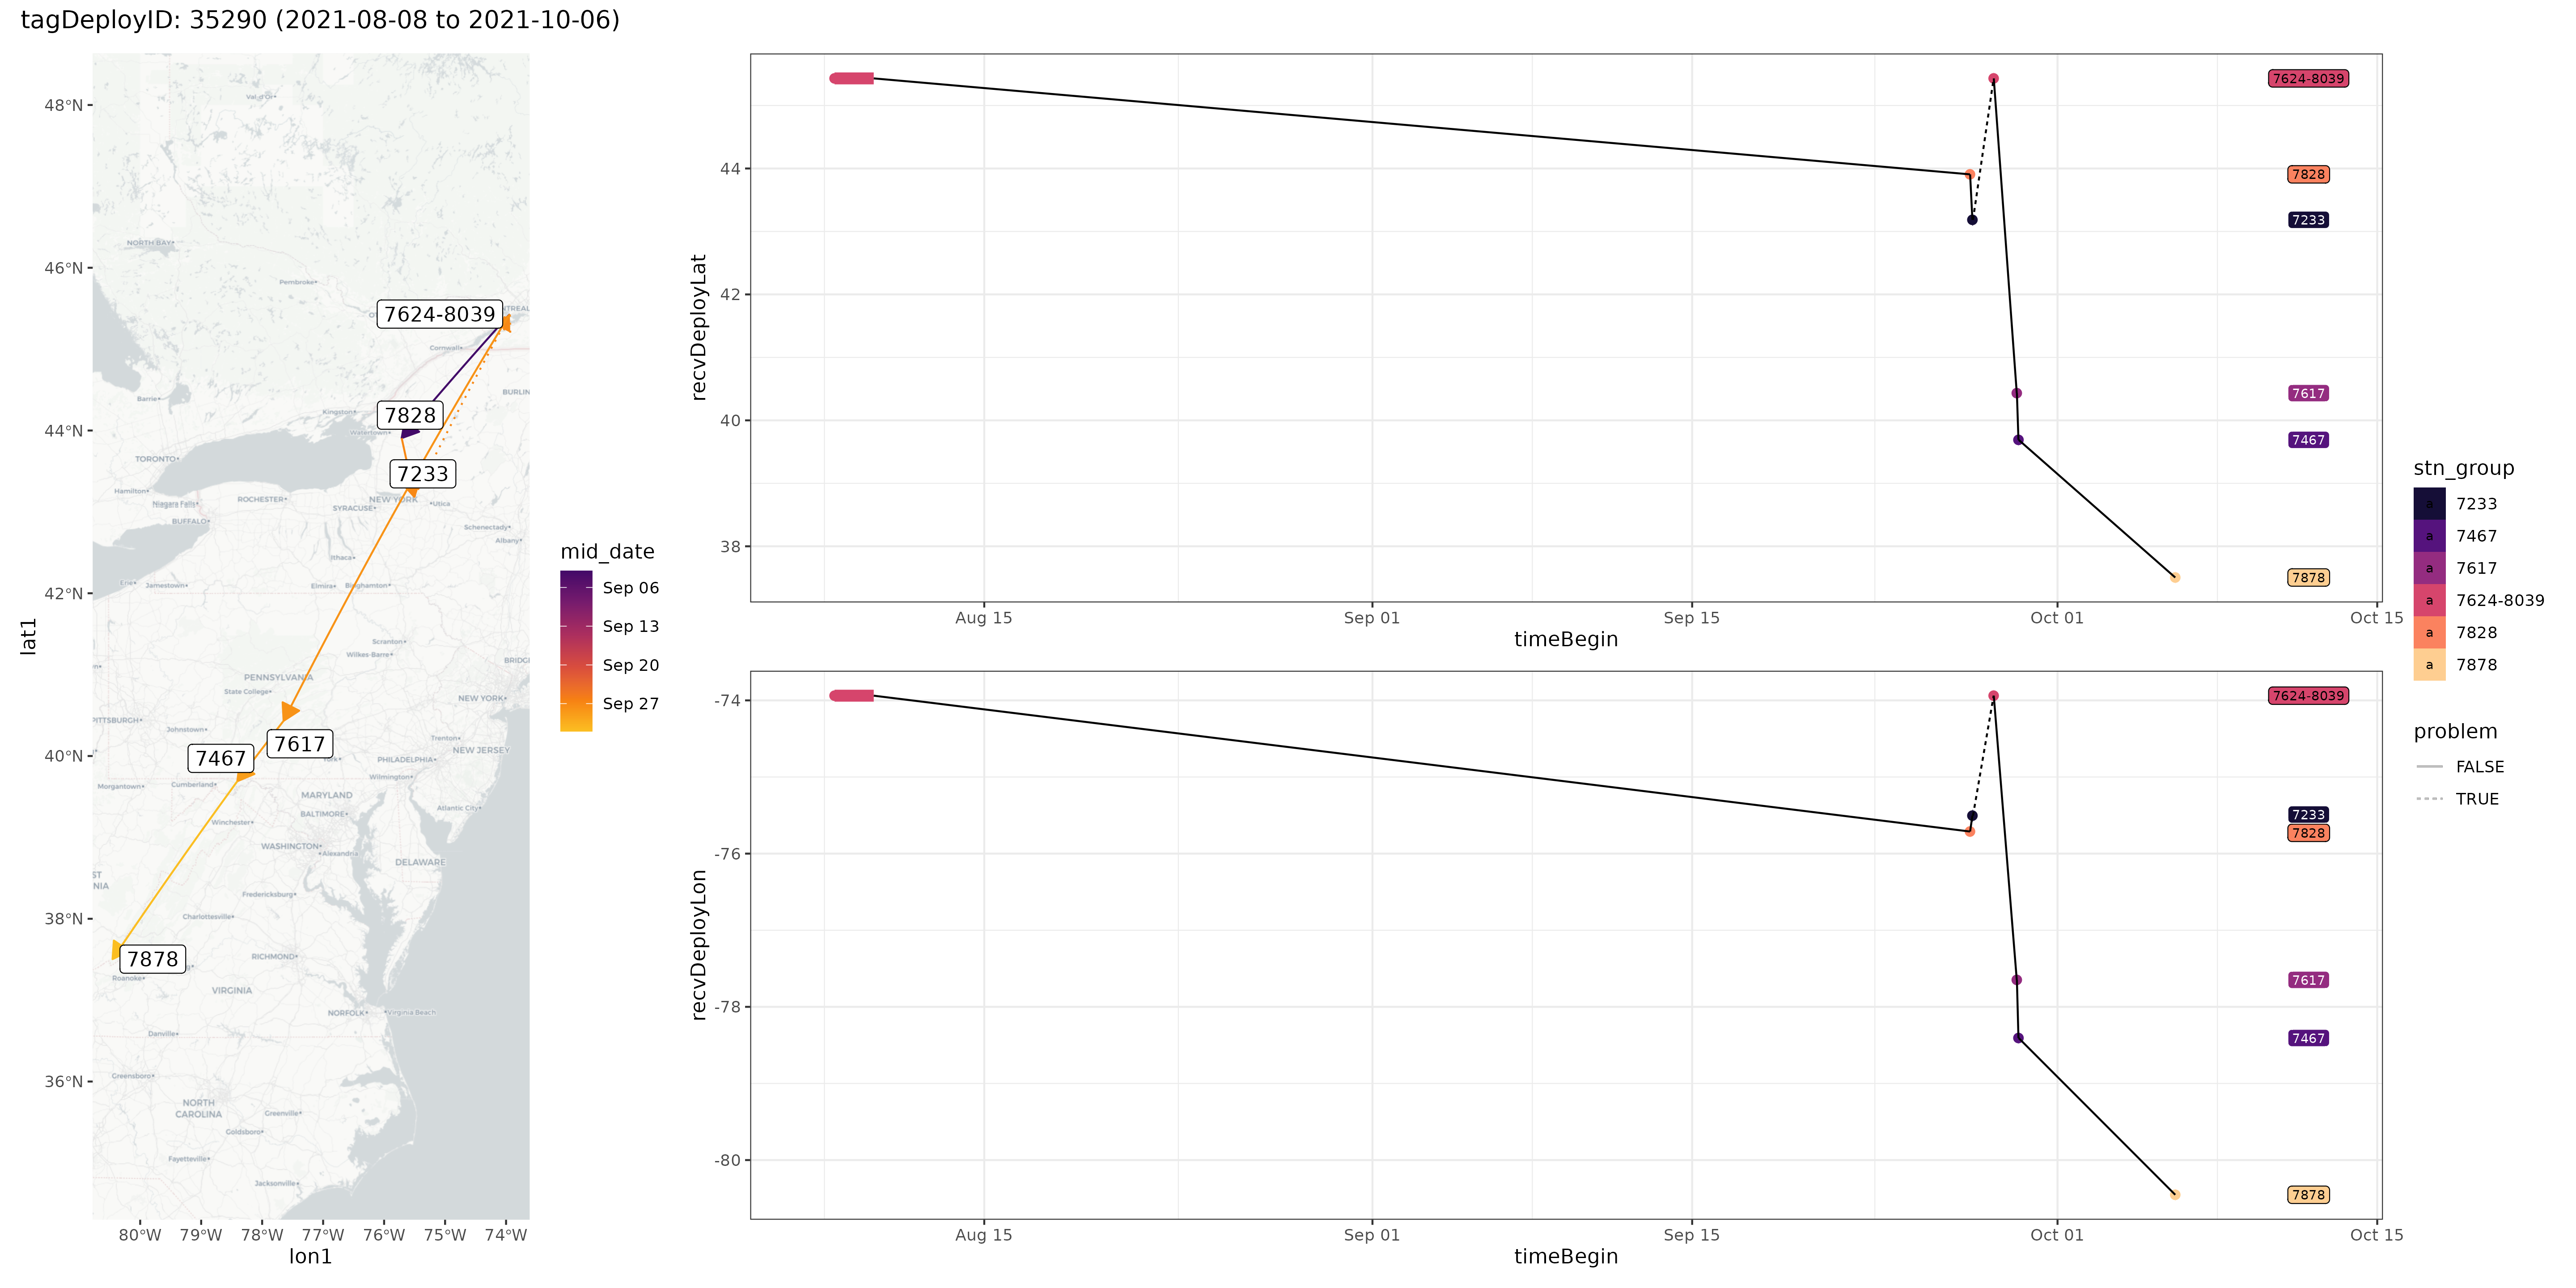 tagDeployID: 35290 (2021-08-08 to 2021-10-06)
lat1
48°N
46°N
44°N
42°N
40°N
38°N
36°N
Val-d'Or
NORTH BAY
Pembroke
7624-8039
Cornwall
BURLIN
Barrie
Kingston
7828
Watertown
TORONTO
7233
Hamilton
Niagara Falls
ROCHESTER
NEW YORK
SYRACUSE
Utica
BUFFALO
Schenectady
Albany
Ithaca
Erie
Jamestown
Elmira
Binghamton
Scranton
Wilkes-Barre
BRIDG
PENNSYLVANIA
State College
NEW YORK
PITTSBURGH
Johnstown
7617
Trenton
NEW JERSEY
7467
York
PHILADELPHIA
Wilmington
Morgantown
Cumberland
MARYLAND
Atlantic City
BALTIMORE
Winchester
WASHINGTON
Alexandria
DELAWARE
ST
NIA
Fredericksburg
Charlottesville
7878
RICHMOND
Roanoke
VIRGINIA
NORFOLK
Virginia Beach
Danville
Greensboro
NORTH
CAROLINA
Greenville
Goldsboro
Fayetteville
Jacksonville
80°W 79°W 78°W 77°W 76°W 75°W 74°W
lon1
mid_date
Sep 06
Sep 13
Sep 20
Sep 27
recvDeployLat
44
42
40
38
7624-8039
7828
7233
7617
7467
7878
Aug 15 Sep 01 Sep 15 Oct 01 Oct 15
timeBegin
recvDeployLon
-74
-76
-78
-80
7624-8039
7233
7828
7617
7467
7878
Aug 15 Sep 01 Sep 15 Oct 01 Oct 15
timeBegin
stn_group
a 7233
a 7467
a 7617
a 7624-8039
a 7828
a 7878
problem
FALSE
TRUE